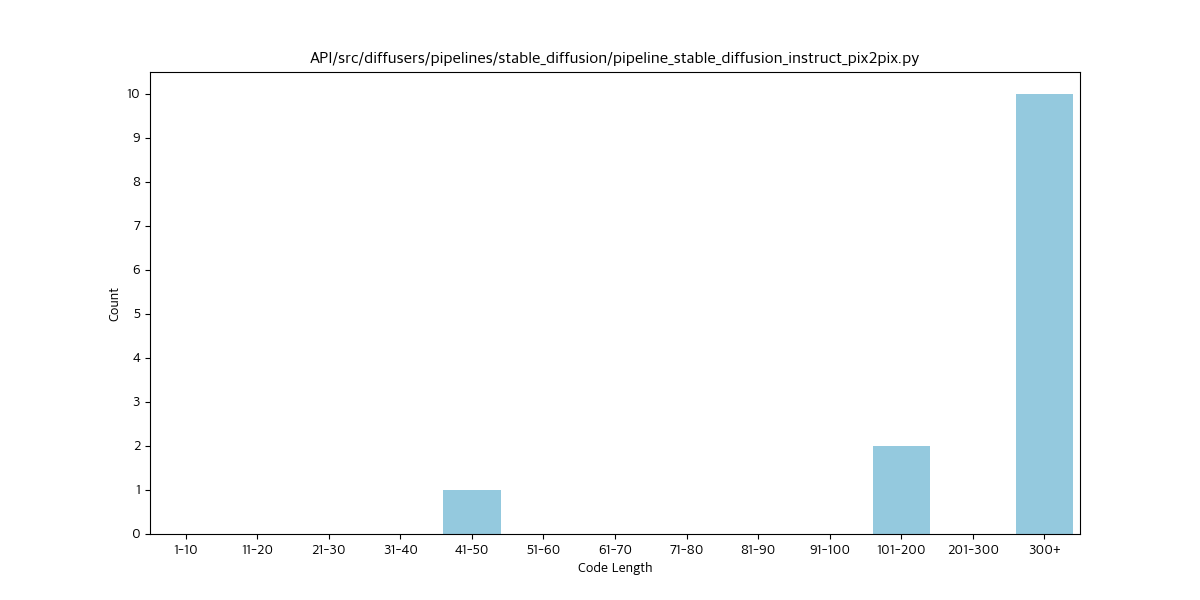 API/src/diffusers/pipelines/stable_diffusion/pipeline_stable_diffusion_instruct_pix2pix.py
10
9
8
7
6
5
4
3
2
1
0
Count
1-10 11-20 21-30 31-40 41-50 51-60 61-70 71-80 81-90 91-100 101-200 201-300 300+
Code Length